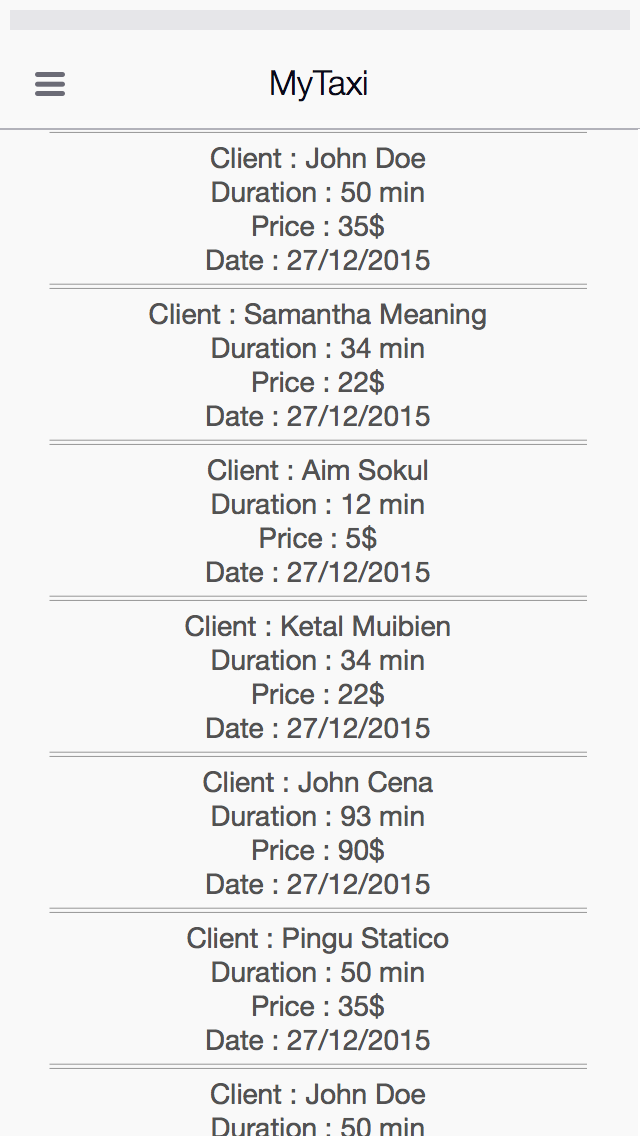 MyTaxi
Client : John Doe
Duration : 50 min
Price : 35$
Date : 27/12/2015
Client : Samantha Meaning
Duration : 34 min
Price : 22$
Date : 27/12/2015
Client : Aim Sokul
Duration : 12 min
Price : 5$
Date : 27/12/2015
Client : Ketal Muibien
Duration : 34 min
Price : 22$
Date : 27/12/2015
Client : John Cena
Duration : 93 min
Price : 90$
Date : 27/12/2015
Client : Pingu Statico
Duration : 50 min
Price : 35$
Date : 27/12/2015
Client : John Doe
Duration : 50 min